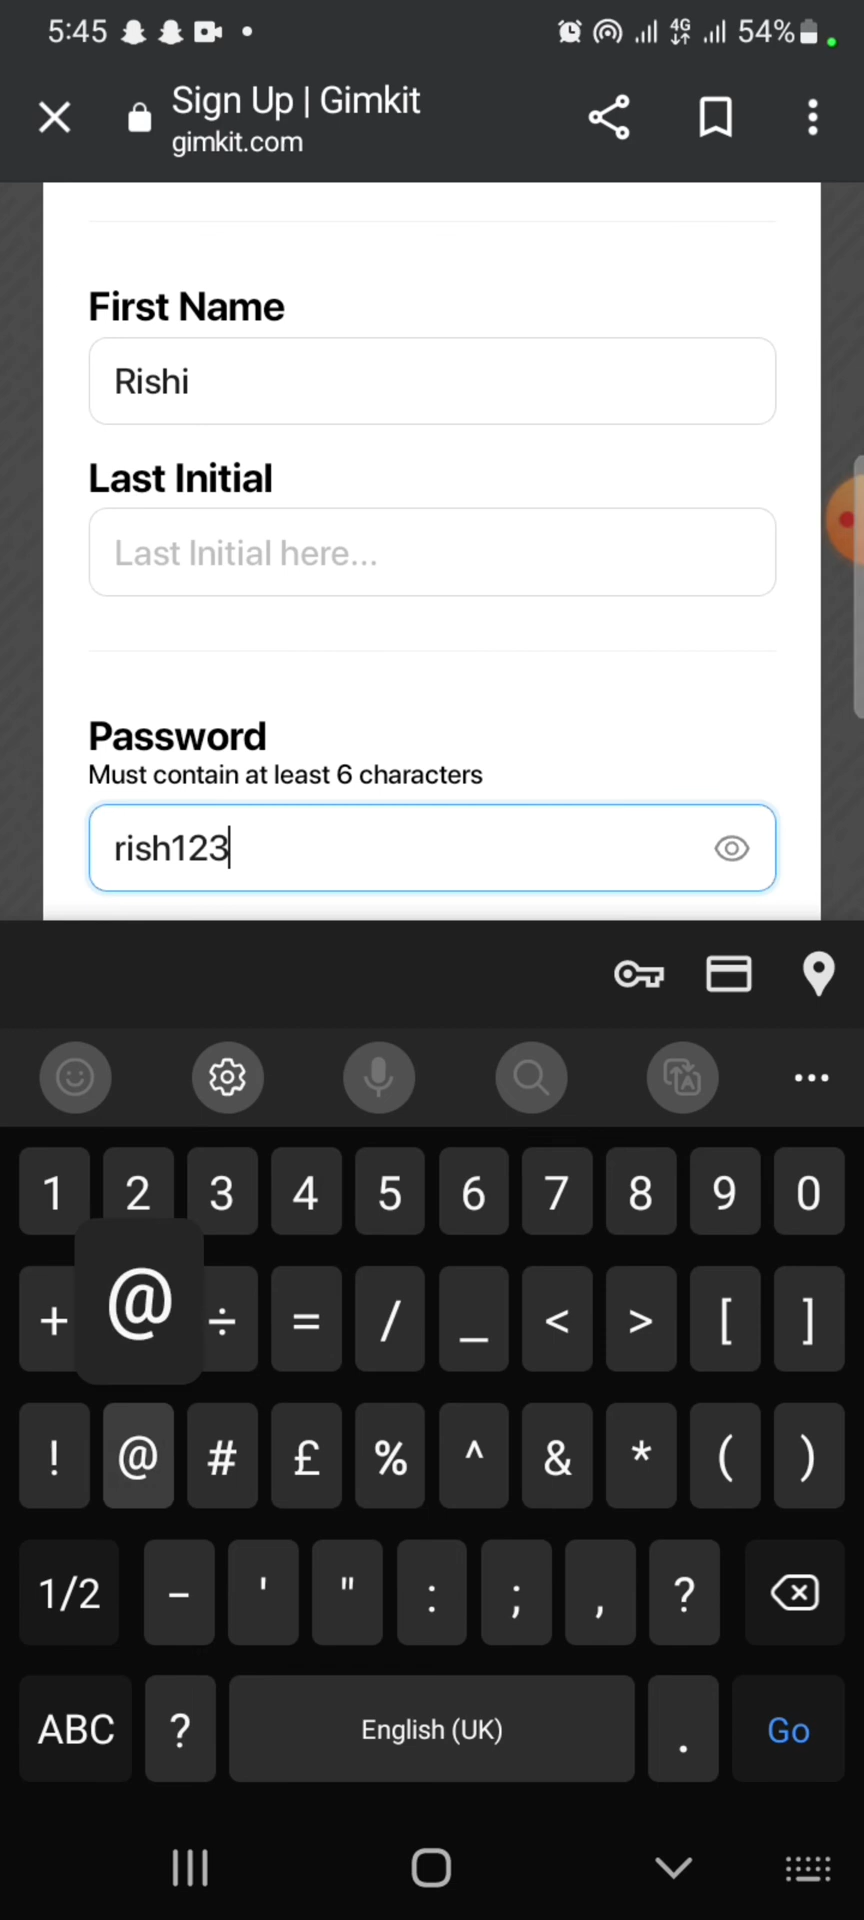 5:45 4G 54%
Sign Up | Gimkit
gimkit.com
First Name
Rishi
Last Initial
Last Initial here...
Password
Must contain at least 6 characters
rish123
1 2 3 4 5 6 7 8 9 0
+ @ ÷ = / _ < > [ ]
! @ # £ % ^ & * ( )
1/2 - ' " : ; , ?
ABC ? English (UK) . Go